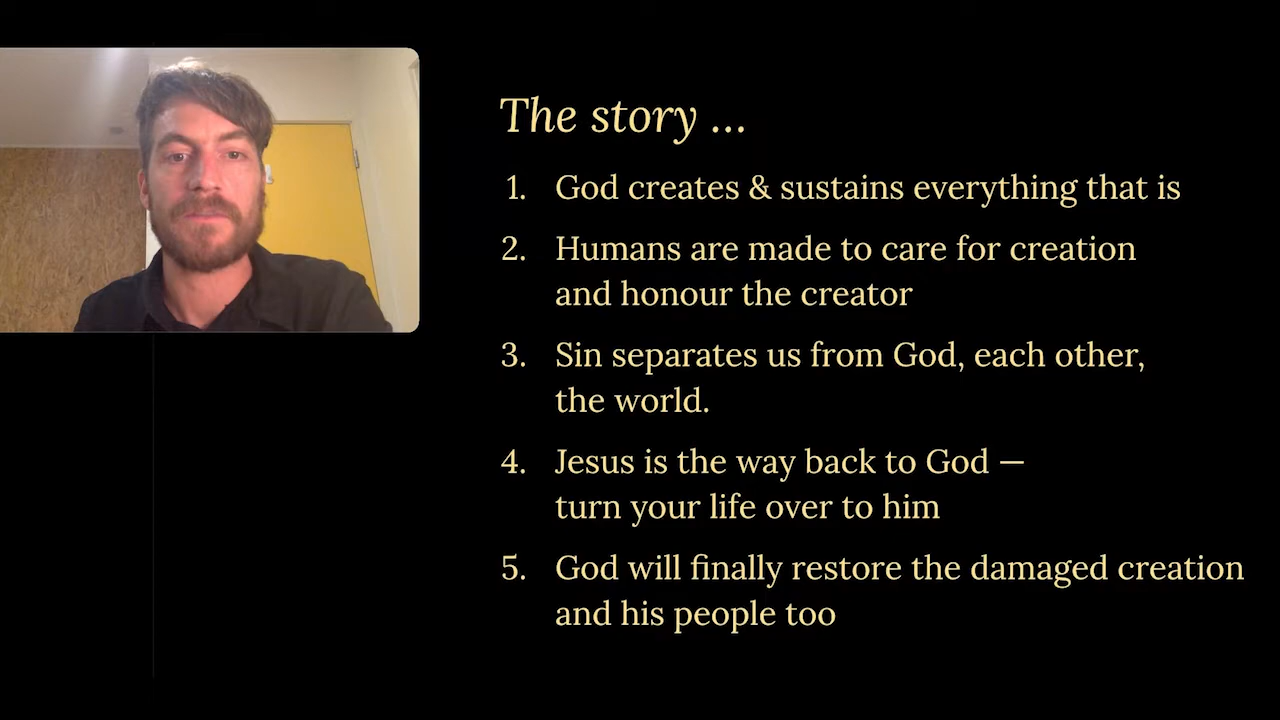 The story ...
1. God creates & sustains everything that is
2. Humans are made to care for creation
and honour the creator
3. Sin separates us from God, each other,
the world.
4. Jesus is the way back to God —
turn your life over to him
5. God will finally restore the damaged creation
and his people too